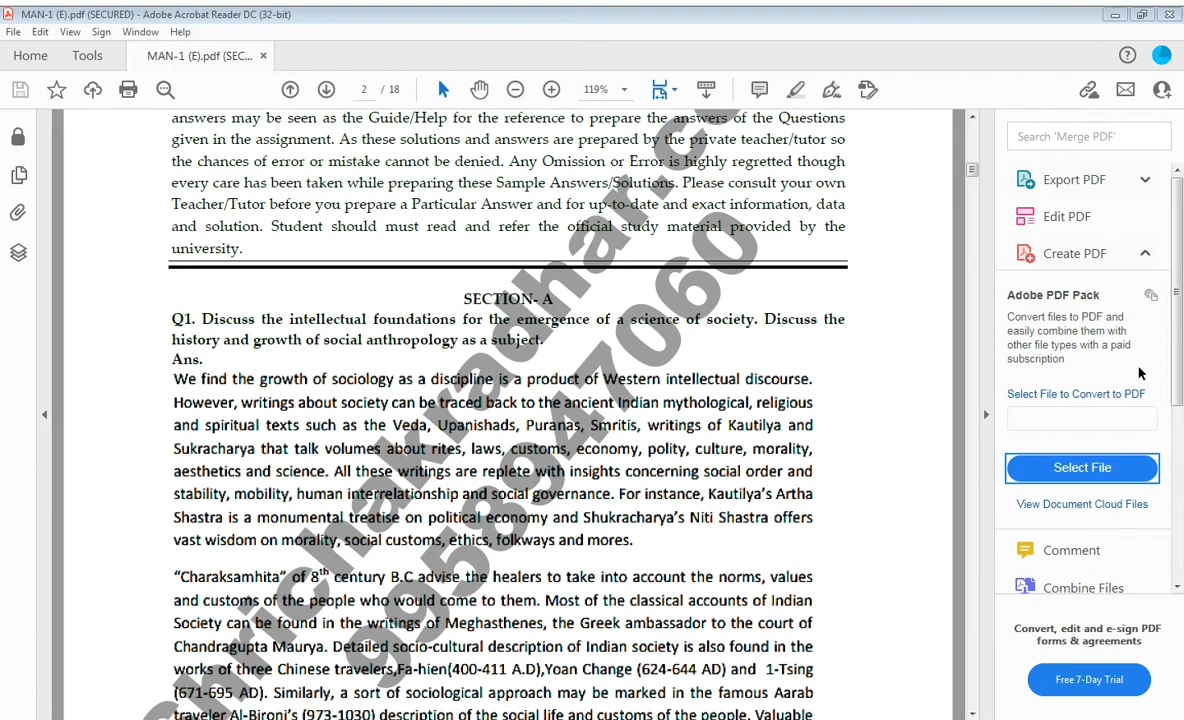 MAN-1 (E).pdf (SECURED) - Adobe Acrobat Reader DC (32-bit)
File Edit View Sign Window Help
Home Tools MAN-1 (E).pdf (SEC... ×
2 / 18 119%
Search 'Merge PDF'
Export PDF
Edit PDF
Create PDF
Adobe PDF Pack
Convert files to PDF and
easily combine them with
other file types with a paid
subscription
Select File to Convert to PDF
Select File
View Document Cloud Files
Comment
Combine Files
Convert, edit and e-sign PDF
forms & agreements
Free 7-Day Trial
answers may be seen as the Guide/Help for the reference to prepare the answers of the Questions
given in the assignment. As these solutions and answers are prepared by the private teacher/tutor so
the chances of error or mistake cannot be denied. Any Omission or Error is highly regretted though
every care has been taken while preparing these Sample Answers/Solutions. Please consult your own
Teacher/Tutor before you prepare a Particular Answer and for up-to-date and exact information, data
and solution. Student should must read and refer the official study material provided by the
university.
SECTION- A
Q1. Discuss the intellectual foundations for the emergence of a science of society. Discuss the
history and growth of social anthropology as a subject.
Ans.
We find the growth of sociology as a discipline is a product of Western intellectual discourse.
However, writings about society can be traced back to the ancient Indian mythological, religious
and spiritual texts such as the Veda, Upanishads, Puranas, Smritis, writings of Kautilya and
Sukracharya that talk volumes about rites, laws, customs, economy, polity, culture, morality,
aesthetics and science. All these writings are replete with insights concerning social order and
stability, mobility, human interrelationship and social governance. For instance, Kautilya's Artha
Shastra is a monumental treatise on political economy and Shukracharya's Niti Shastra offers
vast wisdom on morality, social customs, ethics, folkways and mores.
"Charaksamhita" of 8th century B.C advise the healers to take into account the norms, values
and customs of the people who would come to them. Most of the classical accounts of Indian
Society can be found in the writings of Meghasthenes, the Greek ambassador to the court of
Chandragupta Maurya. Detailed socio-cultural description of Indian society is also found in the
works of three Chinese travelers,Fa-hien(400-411 A.D),Yoan Change (624-644 AD) and 1-Tsing
(671-695 AD). Similarly, a sort of sociological approach may be marked in the famous Aarab
traveler Al-Bironi's (973-1030) description of the social life and customs of the people. Valuable
hrichakradhar.co
9958947060